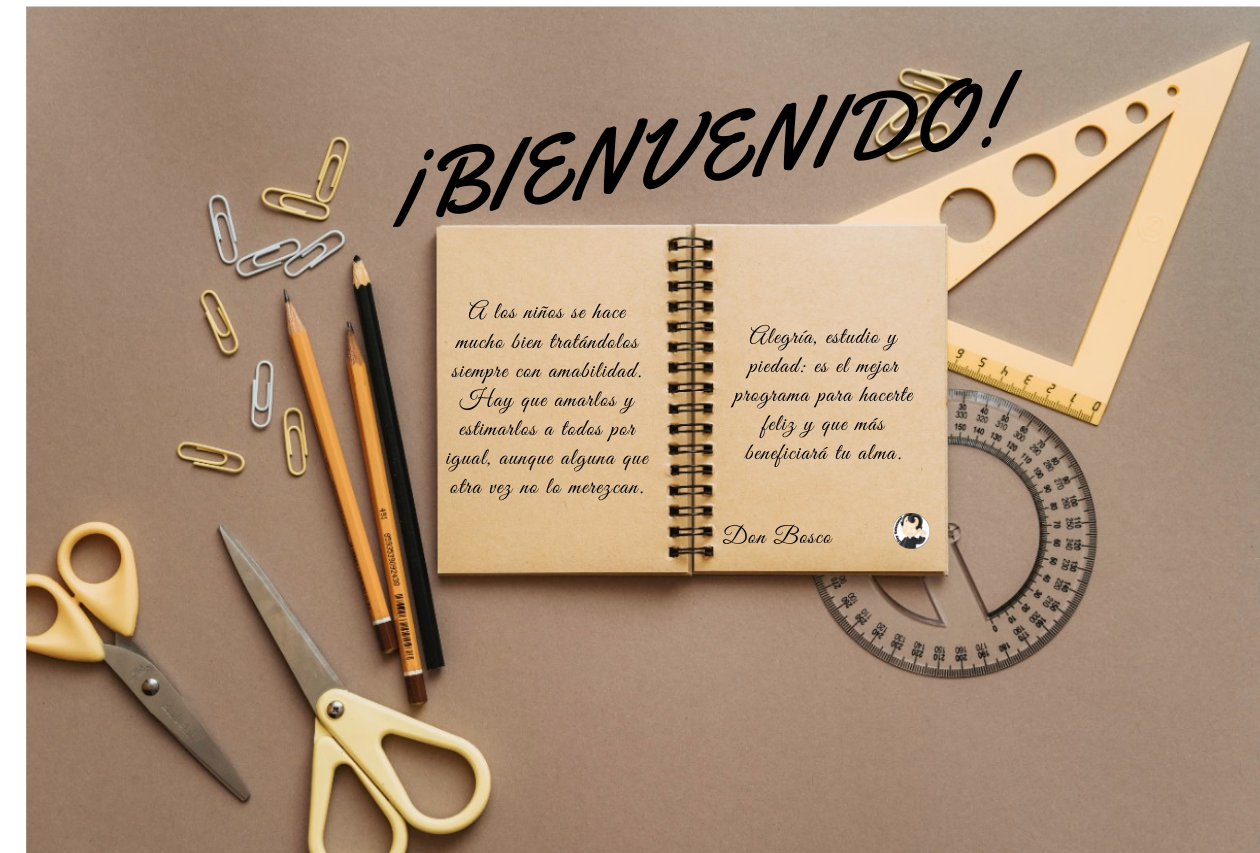 ¡BIENVENIDO!
A los niños se hace
mucho bien tratándolos
siempre con amabilidad.
Hay que amarlos y
estimarlos a todos por
igual, aunque alguna que
otra vez no lo merezcan.
Alegría, estudio y
piedad: es el mejor
programa para hacerte
feliz y que más
beneficiará tu alma.
Don Bosco